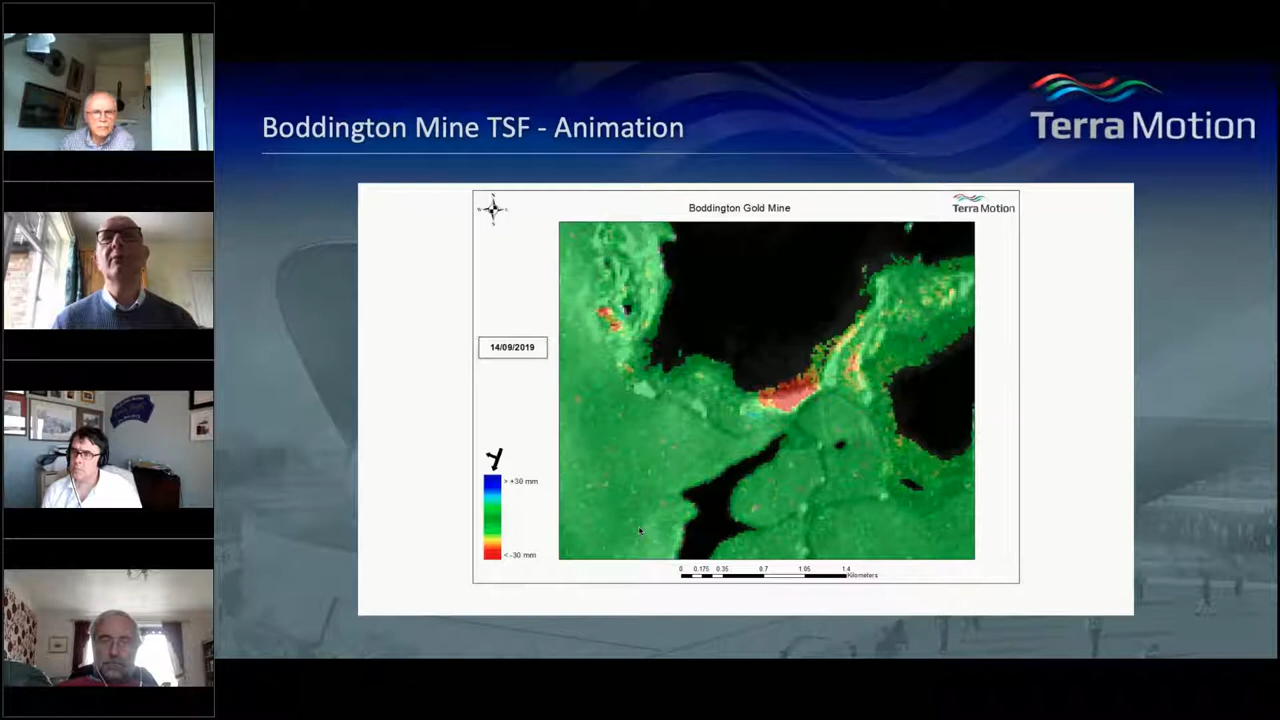 Boddington Mine TSF - Animation
Terra Motion
Boddington Gold Mine
Terra Motion
14/09/2019
> +30 mm
< -30 mm
0 0.175 0.35 0.7 1.05 1.4
Kilometers